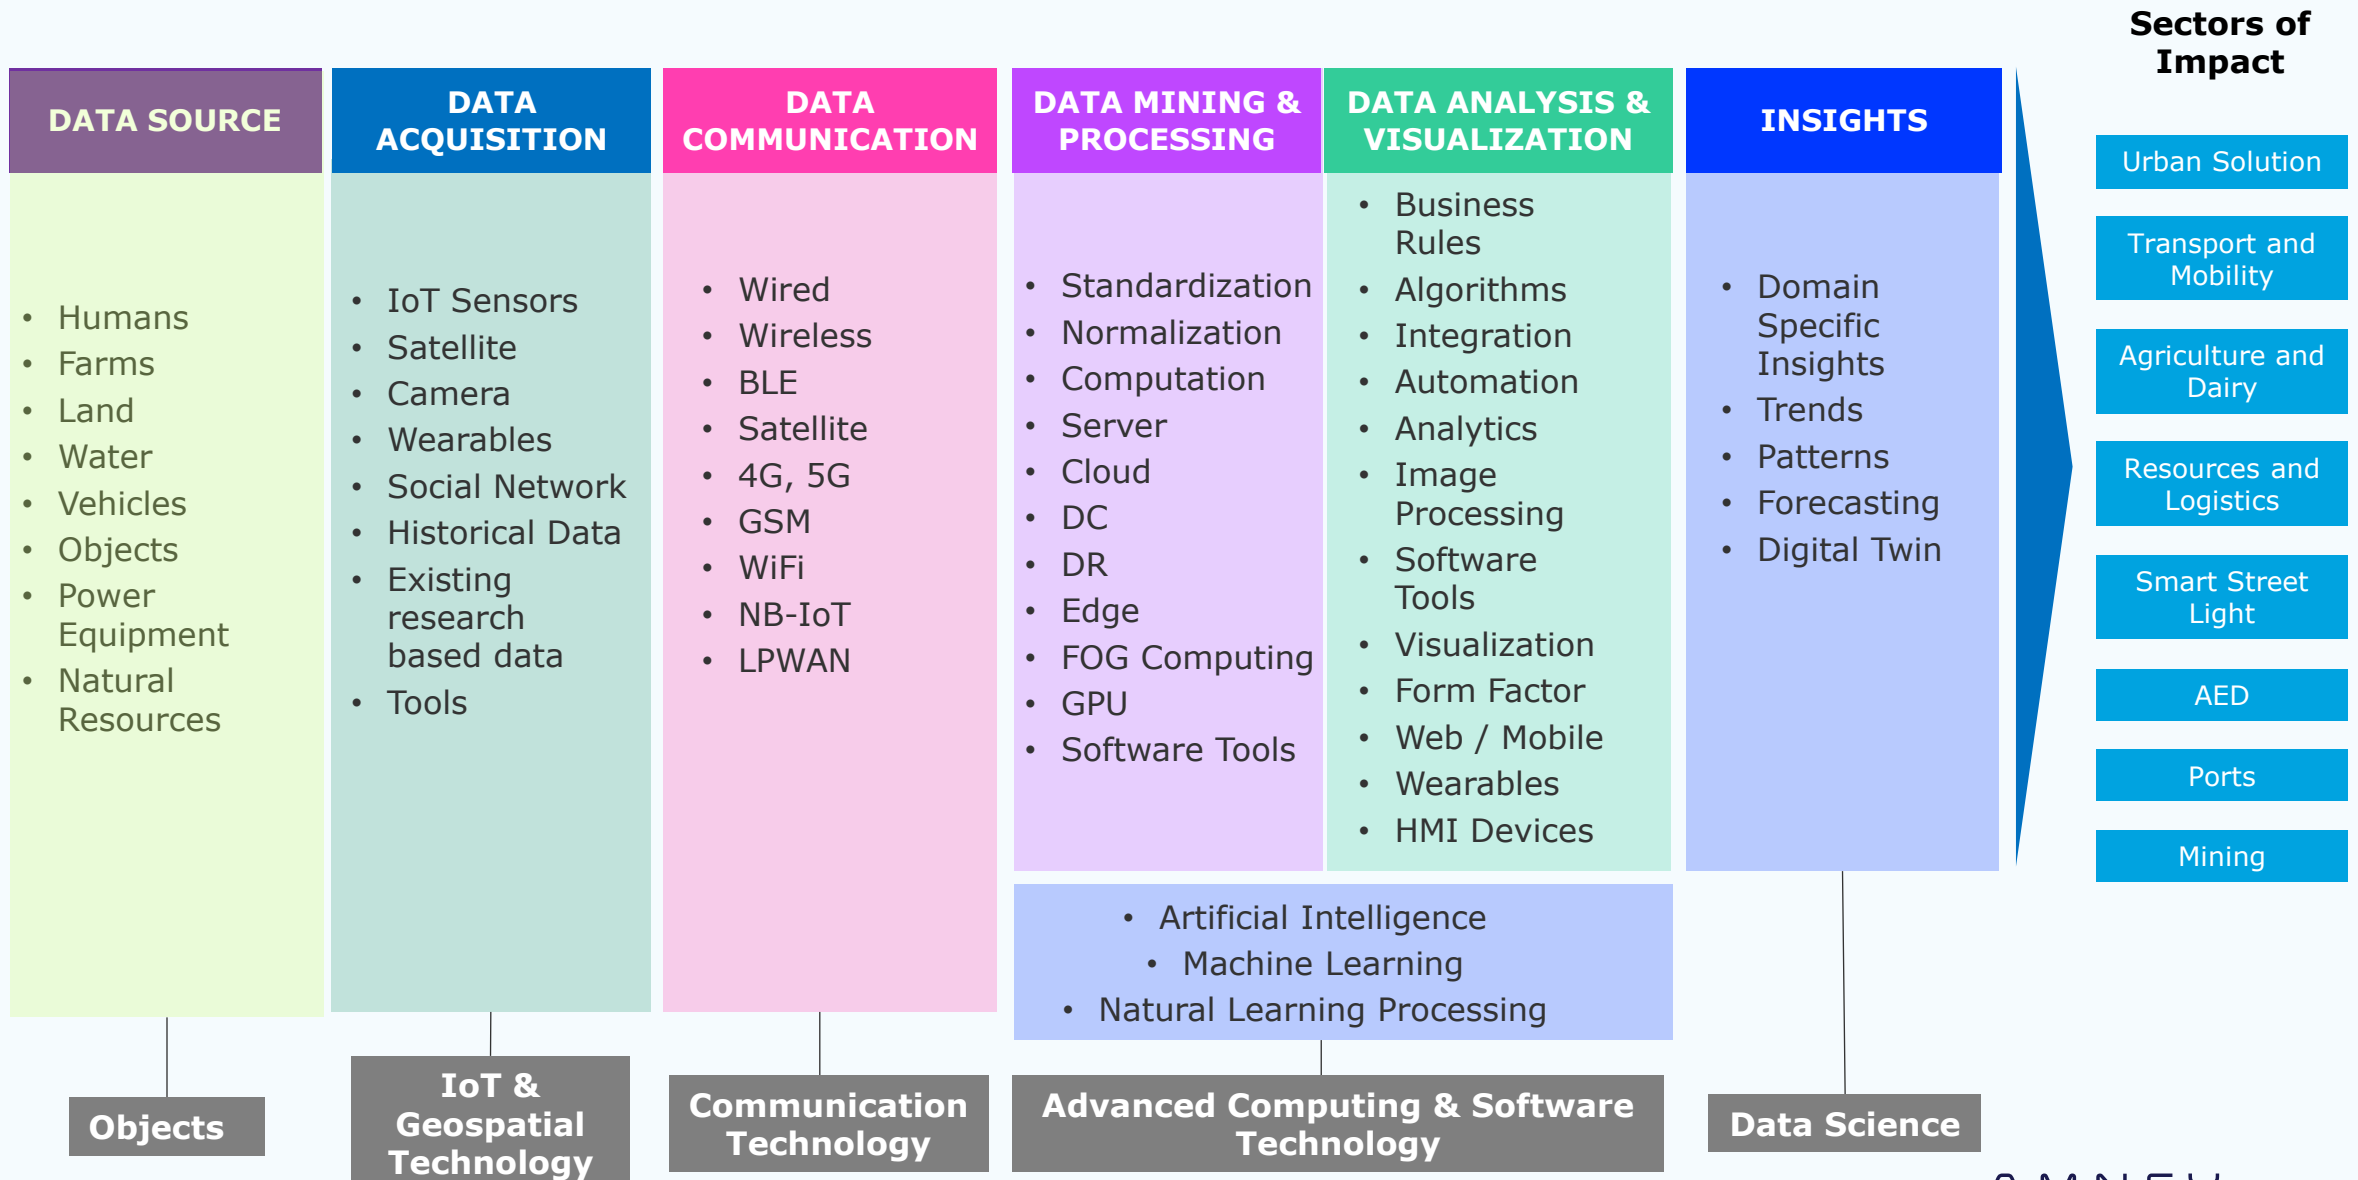 Sectors of
Impact
DATA SOURCE
• Humans
• Farms
• Land
• Water
• Vehicles
• Objects
• Power
Equipment
• Natural
Resources
Objects
DATA
ACQUISITION
• IoT Sensors
• Satellite
• Camera
• Wearables
• Social Network
• Historical Data
• Existing
research
based data
• Tools
IoT &
Geospatial
Technology
DATA
COMMUNICATION
• Wired
• Wireless
• BLE
• Satellite
• 4G, 5G
• GSM
• WiFi
• NB-IoT
• LPWAN
Communication
Technology
DATA MINING &
PROCESSING
• Standardization
• Normalization
• Computation
• Server
• Cloud
• DC
• DR
• Edge
• FOG Computing
• GPU
• Software Tools
DATA ANALYSIS &
VISUALIZATION
• Business
Rules
• Algorithms
• Integration
• Automation
• Analytics
• Image
Processing
• Software
Tools
• Visualization
• Form Factor
• Web / Mobile
• Wearables
• HMI Devices
• Artificial Intelligence
• Machine Learning
• Natural Learning Processing
Advanced Computing & Software
Technology
INSIGHTS
• Domain
Specific
Insights
• Trends
• Patterns
• Forecasting
• Digital Twin
Data Science
Urban Solution
Transport and
Mobility
Agriculture and
Dairy
Resources and
Logistics
Smart Street
Light
AED
Ports
Mining